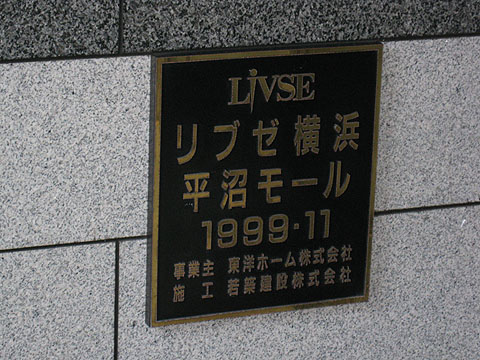 LiVSE
リブゼ横浜
平沼モール
1999・11
事業主 東洋ホーム株式会社
施工 若築建設株式会社